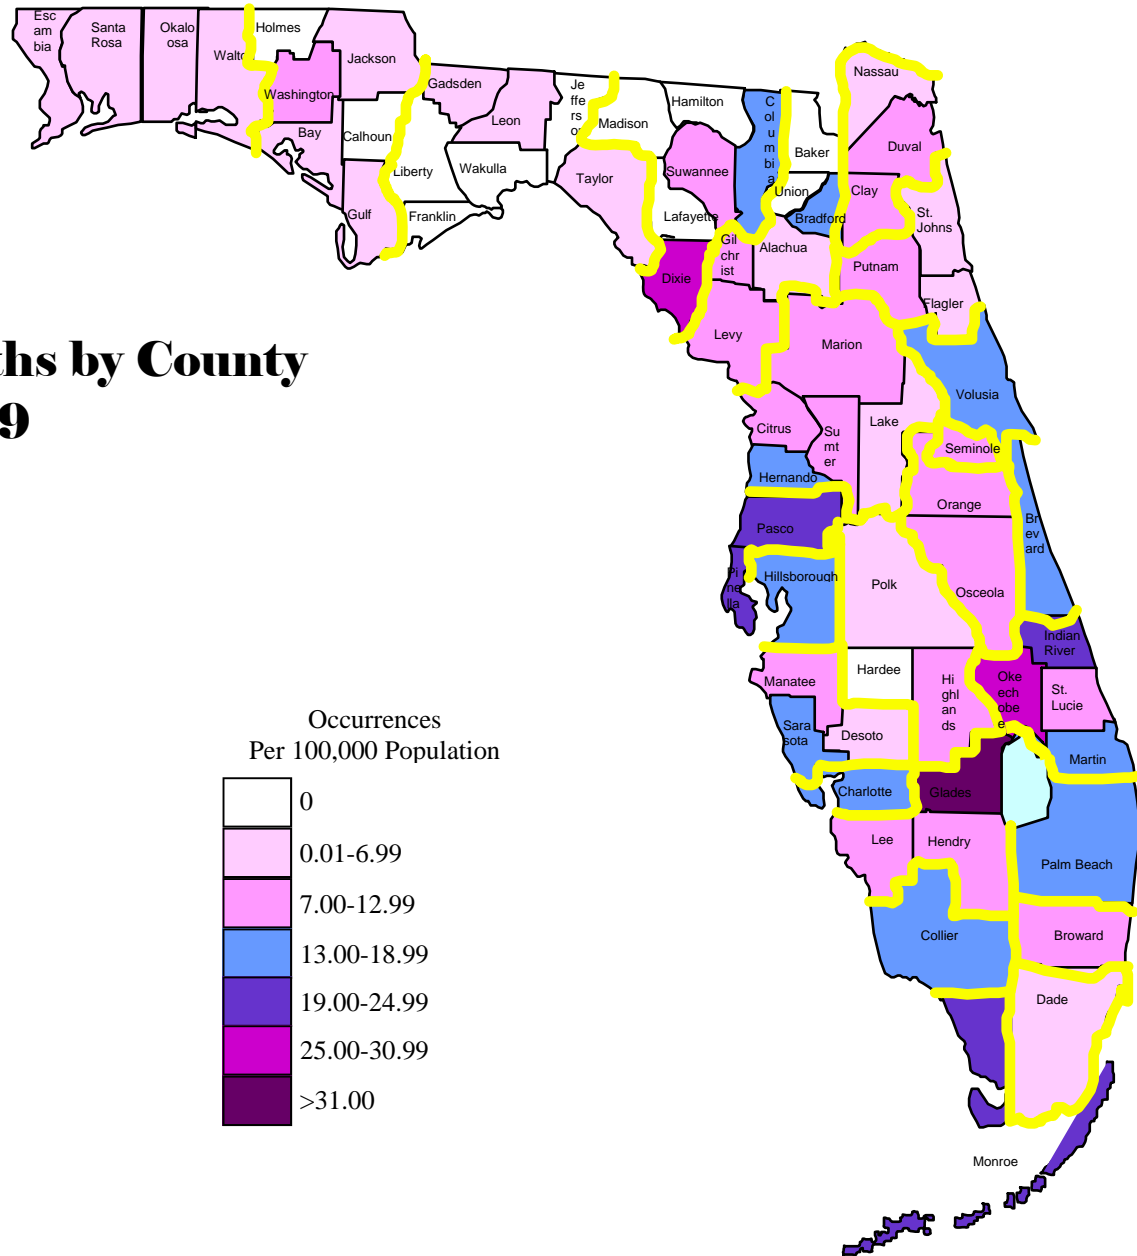 Esc
am
bia
Santa
Rosa
Okalo
osa
Walto
Holmes
Washington
Jackson
Bay
Calhoun
Gulf
Gadsden
Liberty
Leon
Wakulla
Franklin
Je
ffe
rs
o
Madison
Taylor
Hamilton
Suwannee
Lafayette
Dixie
C
ol
u
m
bi
a
Baker
Union
Bradford
Gil
chr
ist
Alachua
Levy
Nassau
Duval
Clay
St.
Johns
Putnam
Flagler
Marion
Volusia
Citrus
Su
mt
er
Lake
Seminole
Hernando
Orange
Pasco
Br
ev
ard
Pi
ne
lla
Hillsborough
Polk
Osceola
Indian
River
Manatee
Hardee
Hi
ghl
an
ds
Oke
ech
obe
e
St.
Lucie
Sara
sota
Desoto
Martin
Charlotte
Glades
Lee
Hendry
Palm Beach
Collier
Broward
Dade
Monroe
ths by County
9
Occurrences
Per 100,000 Population
0
0.01-6.99
7.00-12.99
13.00-18.99
19.00-24.99
25.00-30.99
>31.00